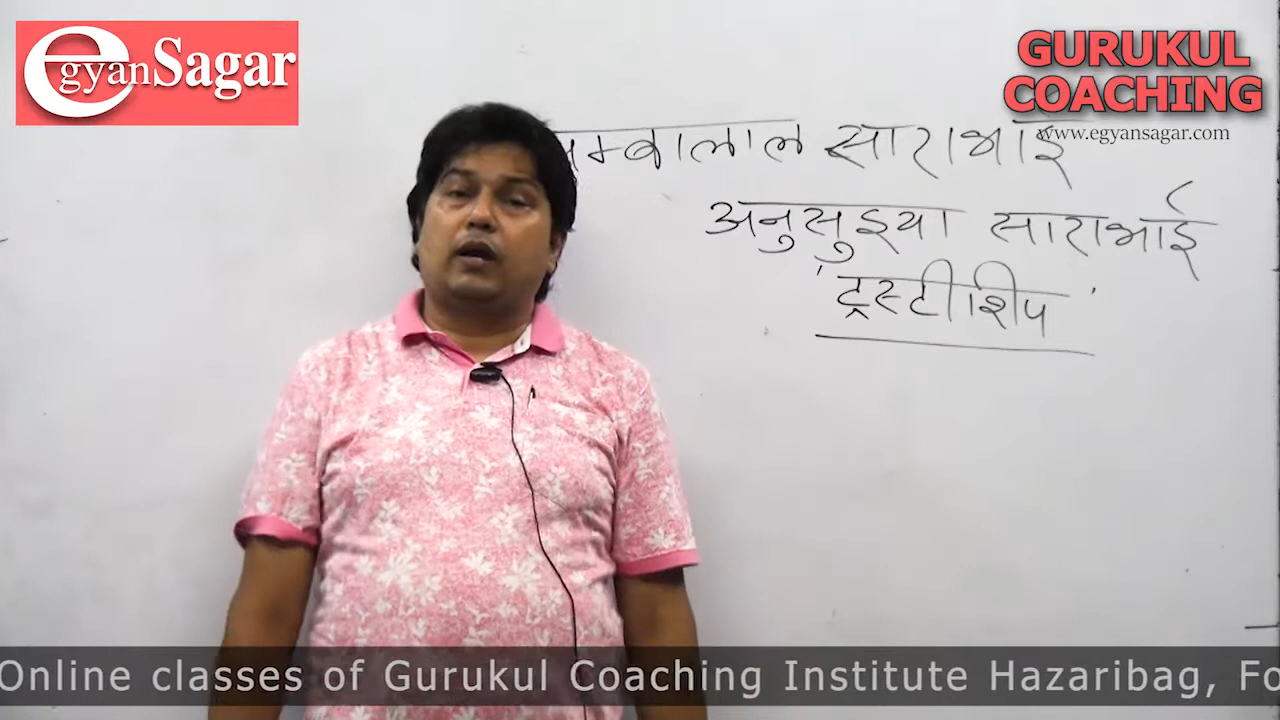 egyanSagar
GURUKUL
COACHING
www.egyansagar.com
म्बालाल साराभाई
अनुसुइया साराभाई
'ट्रस्टीशिप'
Online classes of Gurukul Coaching Institute Hazaribag, Fo